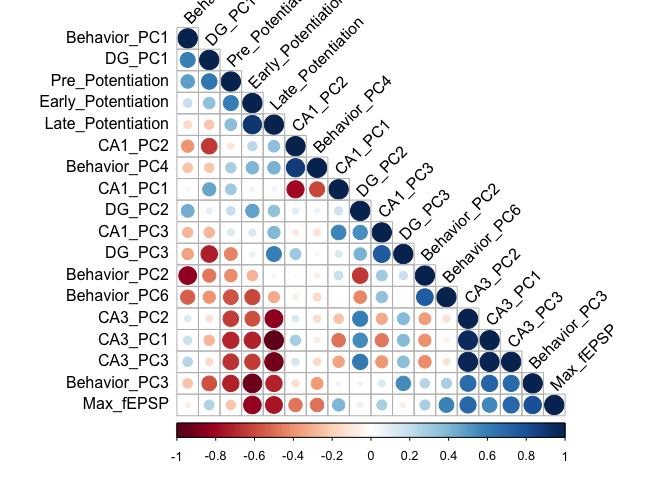 Behavior_PC1
DG_PC1
Pre_Potentiation
Early_Potentiation
Late_Potentiation
CA1_PC2
Behavior_PC4
CA1_PC1
DG_PC2
CA1_PC3
DG_PC3
Behavior_PC2
Behavior_PC6
CA3_PC2
CA3_PC1
CA3_PC3
Behavior_PC3
Max_fEPSP
DG_PC1
Early_Potentiation
Late_Potentiation
CA1_PC2
Behavior_PC4
CA1_PC1
DG_PC2
CA1_PC3
DG_PC3
Behavior_PC2
Behavior_PC6
CA3_PC2
CA3_PC1
CA3_PC3
Behavior_PC3
Max_fEPSP
-1 -0.8 -0.6 -0.4 -0.2 0 0.2 0.4 0.6 0.8 1